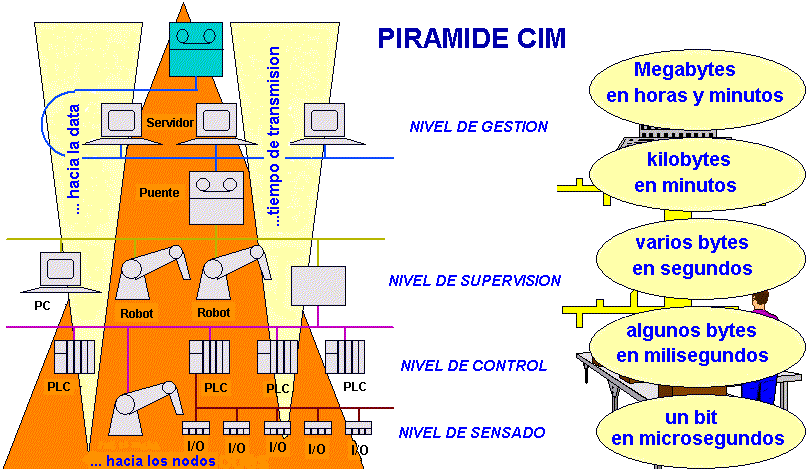 PIRAMIDE CIM
... hacia la data
...tiempo de transmision
Servidor
Puente
NIVEL DE GESTION
Megabytes
en horas y minutos
kilobytes
en minutos
PC
Robot
Robot
NIVEL DE SUPERVISION
varios bytes
en segundos
PLC
PLC
PLC
PLC
NIVEL DE CONTROL
algunos bytes
en milisegundos
I/O
I/O
I/O
I/O
I/O
NIVEL DE SENSADO
un bit
en microsegundos
... hacia los nodos